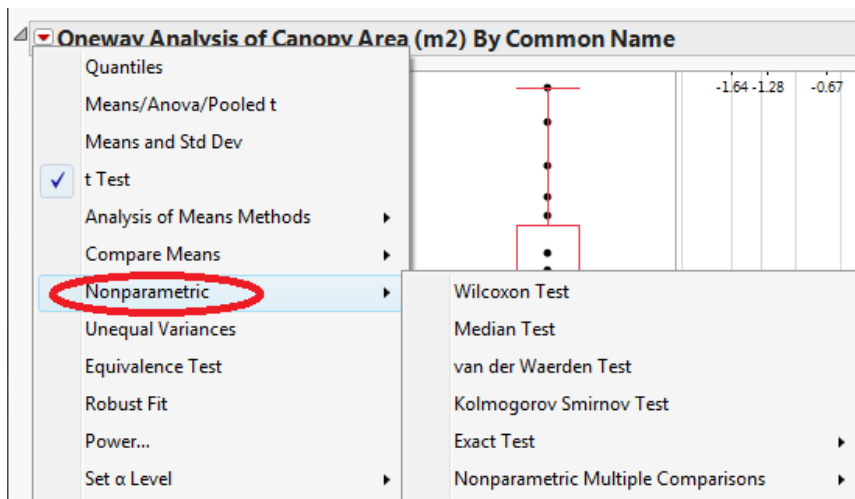 Oneway Analysis of Canopy Area (m2) By Common Name
Quantiles
Means/Anova/Pooled t
Means and Std Dev
t Test
Analysis of Means Methods
Compare Means
Nonparametric
Unequal Variances
Equivalence Test
Robust Fit
Power...
Set α Level
-1.64 -1.28 -0.67
Wilcoxon Test
Median Test
van der Waerden Test
Kolmogorov Smirnov Test
Exact Test
Nonparametric Multiple Comparisons